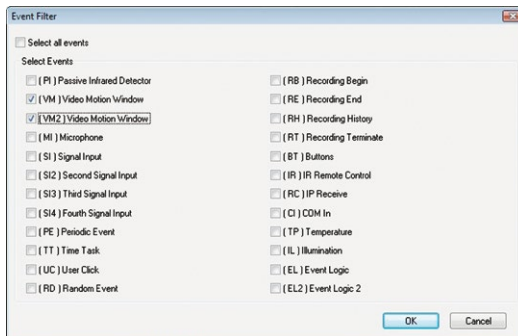 Event Filter
Select all events
Select Events
( PI ) Passive Infrared Detector
( VM ) Video Motion Window
( VM2 ) Video Motion Window
( MI ) Microphone
( SI ) Signal Input
( SI2 ) Second Signal Input
( SI3 ) Third Signal Input
( SI4 ) Fourth Signal Input
( PE ) Periodic Event
( TT ) Time Task
( UC ) User Click
( RD ) Random Event
( RB ) Recording Begin
( RE ) Recording End
( RH ) Recording History
( RT ) Recording Terminate
( BT ) Buttons
( IR ) IR Remote Control
( RC ) IP Receive
( CI ) COM In
( TP ) Temperature
( IL ) Illumination
( EL ) Event Logic
( EL2 ) Event Logic 2
OK Cancel